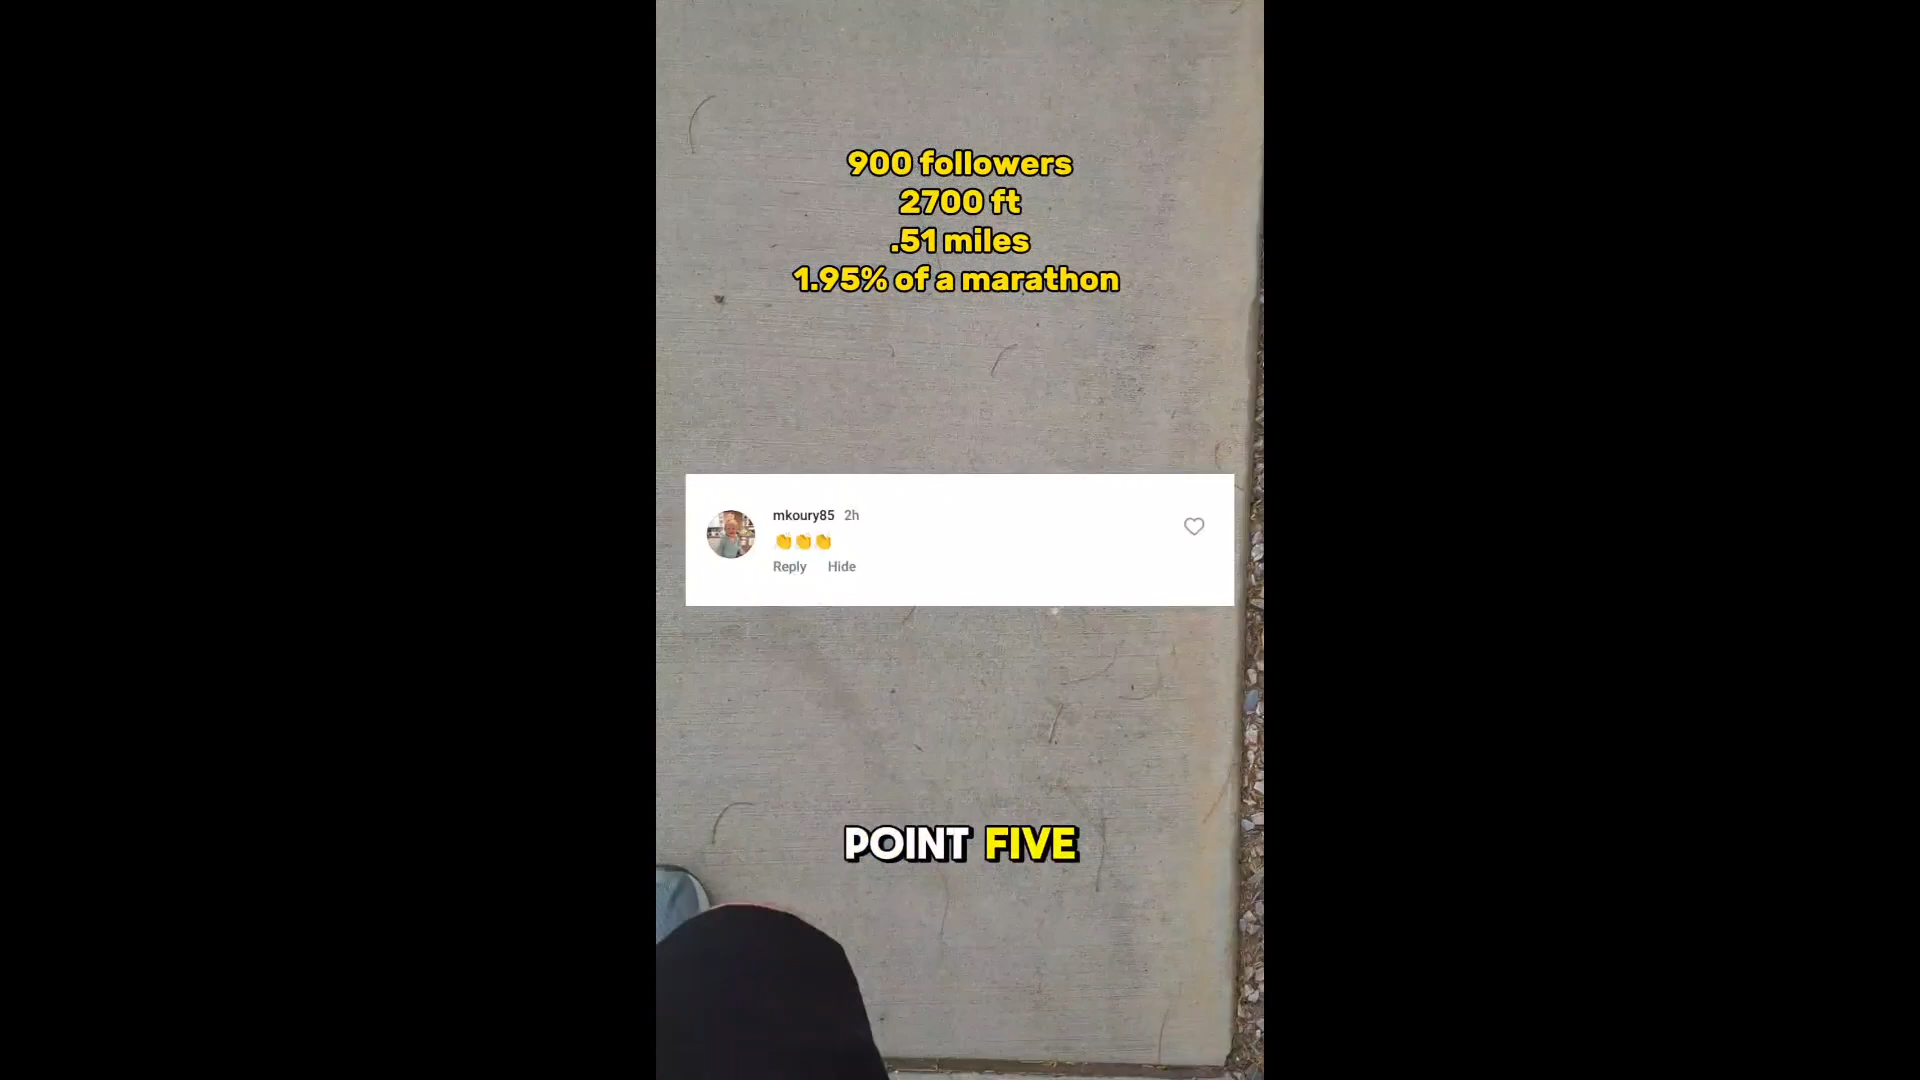 900 followers
2700 ft
.51 miles
1.95% of a marathon
mkoury85 2h
👏👏👏
Reply Hide
POINT FIVE